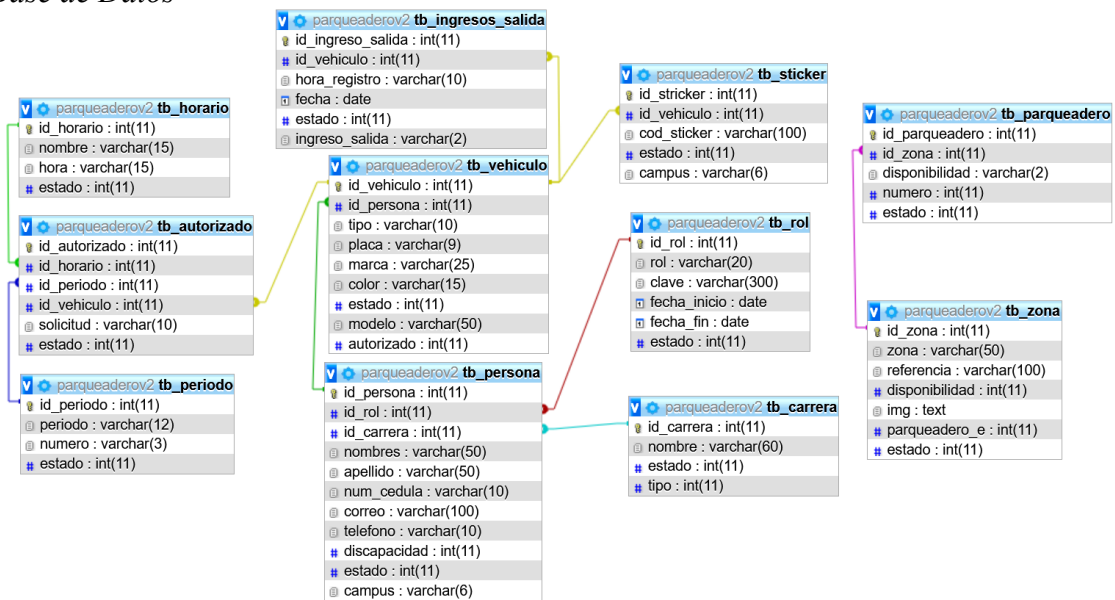 Base de Datos
parqueaderov2 tb_ingresos_salida
id_ingreso_salida : int(11)
id_vehiculo : int(11)
hora_registro : varchar(10)
fecha : date
estado : int(11)
ingreso_salida : varchar(2)
parqueaderov2 tb_sticker
id_stricker : int(11)
id_vehiculo : int(11)
cod_sticker : varchar(100)
estado : int(11)
campus : varchar(6)
parqueaderov2 tb_horario
id_horario : int(11)
nombre : varchar(15)
hora : varchar(15)
estado : int(11)
parqueaderov2 tb_parqueadero
id_parqueadero : int(11)
id_zona : int(11)
disponibilidad : varchar(2)
numero : int(11)
estado : int(11)
parqueaderov2 tb_vehiculo
id_vehiculo : int(11)
id_persona : int(11)
tipo : varchar(10)
placa : varchar(9)
marca : varchar(25)
color : varchar(15)
estado : int(11)
modelo : varchar(50)
autorizado : int(11)
parqueaderov2 tb_autorizado
id_autorizado : int(11)
id_horario : int(11)
id_periodo : int(11)
id_vehiculo : int(11)
solicitud : varchar(10)
estado : int(11)
parqueaderov2 tb_rol
id_rol : int(11)
rol : varchar(20)
clave : varchar(300)
fecha_inicio : date
fecha_fin : date
estado : int(11)
parqueaderov2 tb_zona
id_zona : int(11)
zona : varchar(50)
referencia : varchar(100)
disponibilidad : int(11)
img : text
parqueadero_e : int(11)
estado : int(11)
parqueaderov2 tb_periodo
id_periodo : int(11)
periodo : varchar(12)
numero : varchar(3)
estado : int(11)
parqueaderov2 tb_persona
id_persona : int(11)
id_rol : int(11)
id_carrera : int(11)
nombres : varchar(50)
apellido : varchar(50)
num_cedula : varchar(10)
correo : varchar(100)
telefono : varchar(10)
discapacidad : int(11)
estado : int(11)
campus : varchar(6)
parqueaderov2 tb_carrera
id_carrera : int(11)
nombre : varchar(60)
estado : int(11)
tipo : int(11)